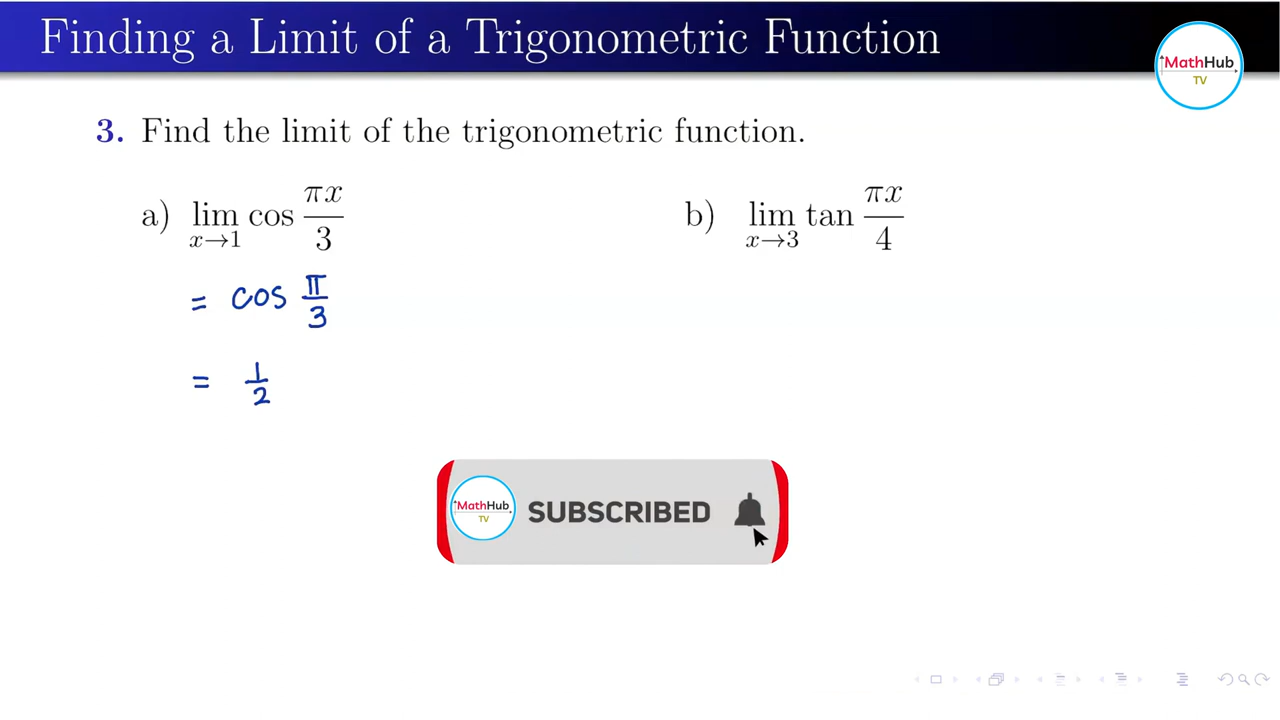 Finding a Limit of a Trigonometric Function
MathHub
TV
3. Find the limit of the trigonometric function.
a) lim x→1 cos πx/3
= cos π/3
= 1/2
b) lim x→3 tan πx/4
MathHub
TV
SUBSCRIBED